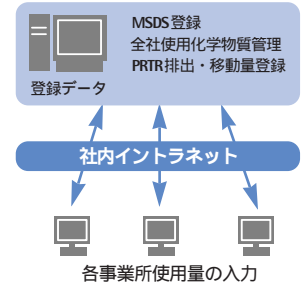 MSDS登録
全社使用化学物質管理
PRTR排出・移動量登録
登録データ
社内イントラネット
各事業所使用量の入力